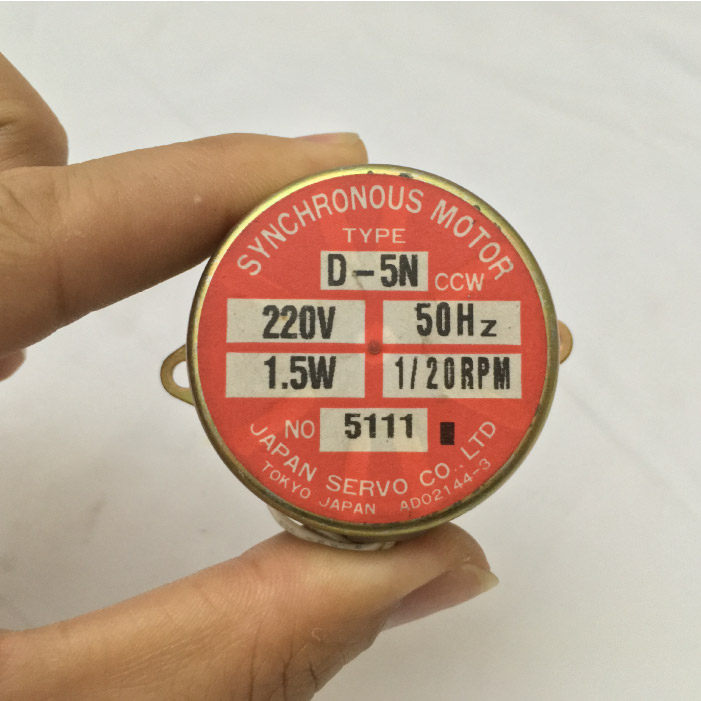 SYNCHRONOUS MOTOR
TYPE
D-5N CCW
220V 50Hz
1.5W 1/20RPM
NO 5111
JAPAN SERVO CO.,LTD
TOKYO JAPAN AD02144-3